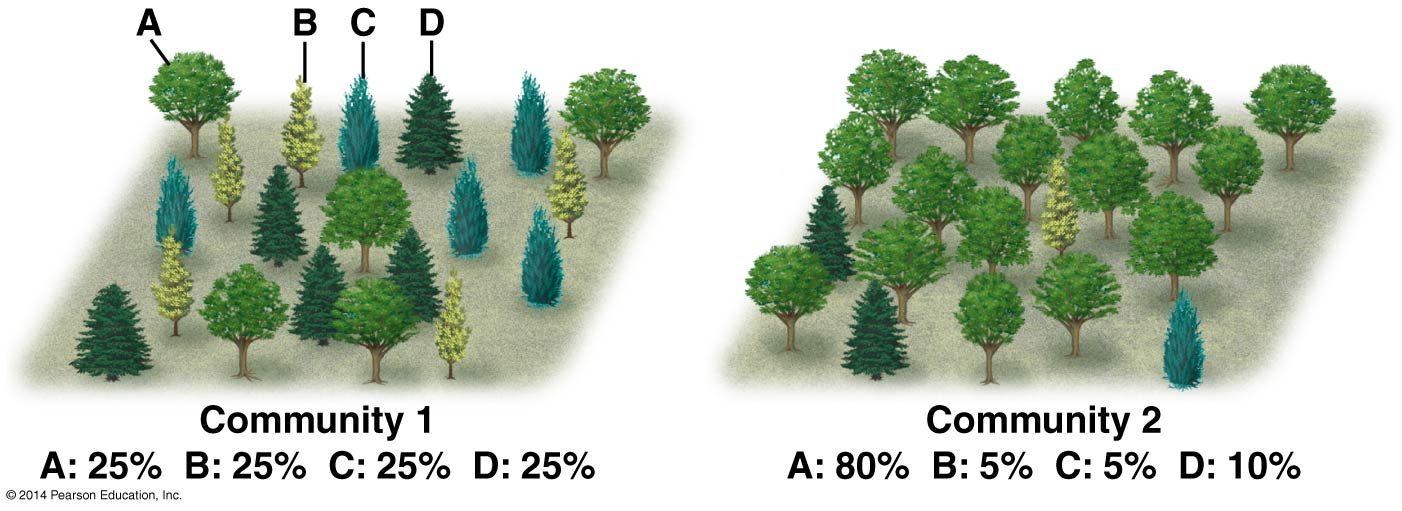 A B C D
Community 1
A: 25% B: 25% C: 25% D: 25%
Community 2
A: 80% B: 5% C: 5% D: 10%
© 2014 Pearson Education, Inc.